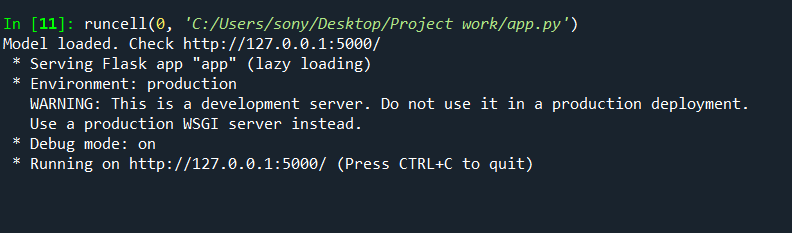 In [11]: runcell(0, 'C:/Users/sony/Desktop/Project work/app.py')
Model loaded. Check http://127.0.0.1:5000/
 * Serving Flask app "app" (lazy loading)
 * Environment: production
   WARNING: This is a development server. Do not use it in a production deployment.
   Use a production WSGI server instead.
 * Debug mode: on
 * Running on http://127.0.0.1:5000/ (Press CTRL+C to quit)